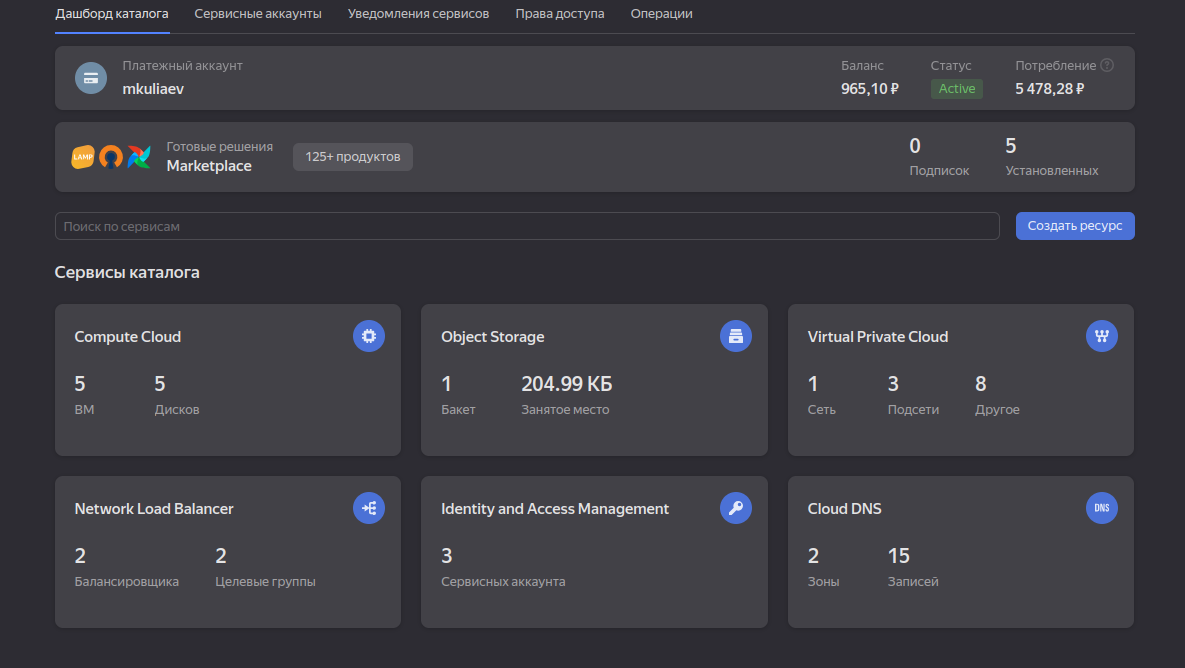 Дашборд каталога Сервисные аккаунты Уведомления сервисов Права доступа Операции
Платежный аккаунт Баланс Статус Потребление ?
mkuliaev 965,10 ₽ Active 5 478,28 ₽
LAMP Готовые решения 125+ продуктов 0 5
Marketplace Подписок Установленных
Поиск по сервисам Создать ресурс
Сервисы каталога
Compute Cloud Object Storage Virtual Private Cloud
5 5 1 204.99 КБ 1 3 8
ВМ Дисков Бакет Занятое место Сеть Подсети Другое
Network Load Balancer Identity and Access Management Cloud DNS DNS
2 2 3 2 15
Балансировщика Целевые группы Сервисных аккаунта Зоны Записей